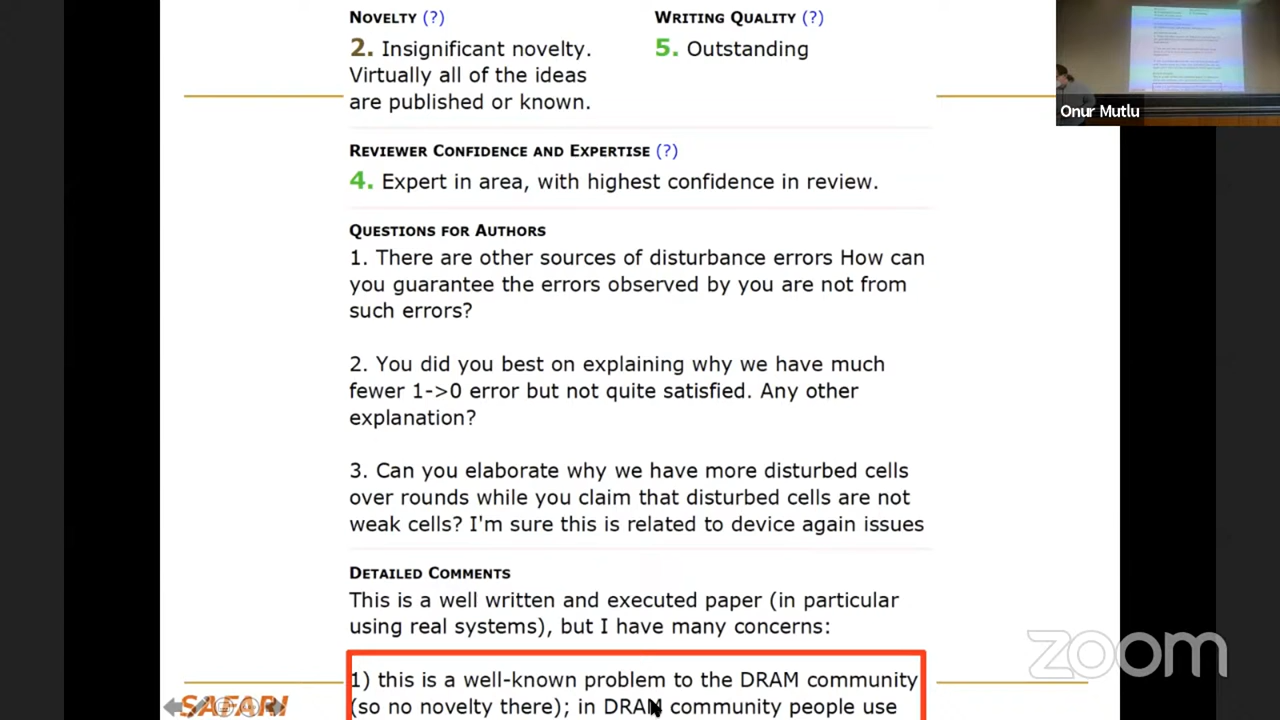 NOVELTY (?)
2. Insignificant novelty.
Virtually all of the ideas
are published or known.
WRITING QUALITY (?)
5. Outstanding
Onur Mutlu
REVIEWER CONFIDENCE AND EXPERTISE (?)
4. Expert in area, with highest confidence in review.
QUESTIONS FOR AUTHORS
1. There are other sources of disturbance errors How can
you guarantee the errors observed by you are not from
such errors?
2. You did you best on explaining why we have much
fewer 1->0 error but not quite satisfied. Any other
explanation?
3. Can you elaborate why we have more disturbed cells
over rounds while you claim that disturbed cells are not
weak cells? I'm sure this is related to device again issues
DETAILED COMMENTS
This is a well written and executed paper (in particular
using real systems), but I have many concerns:
1) this is a well-known problem to the DRAM community
(so no novelty there); in DRAM community people use
SAFARI
zoom